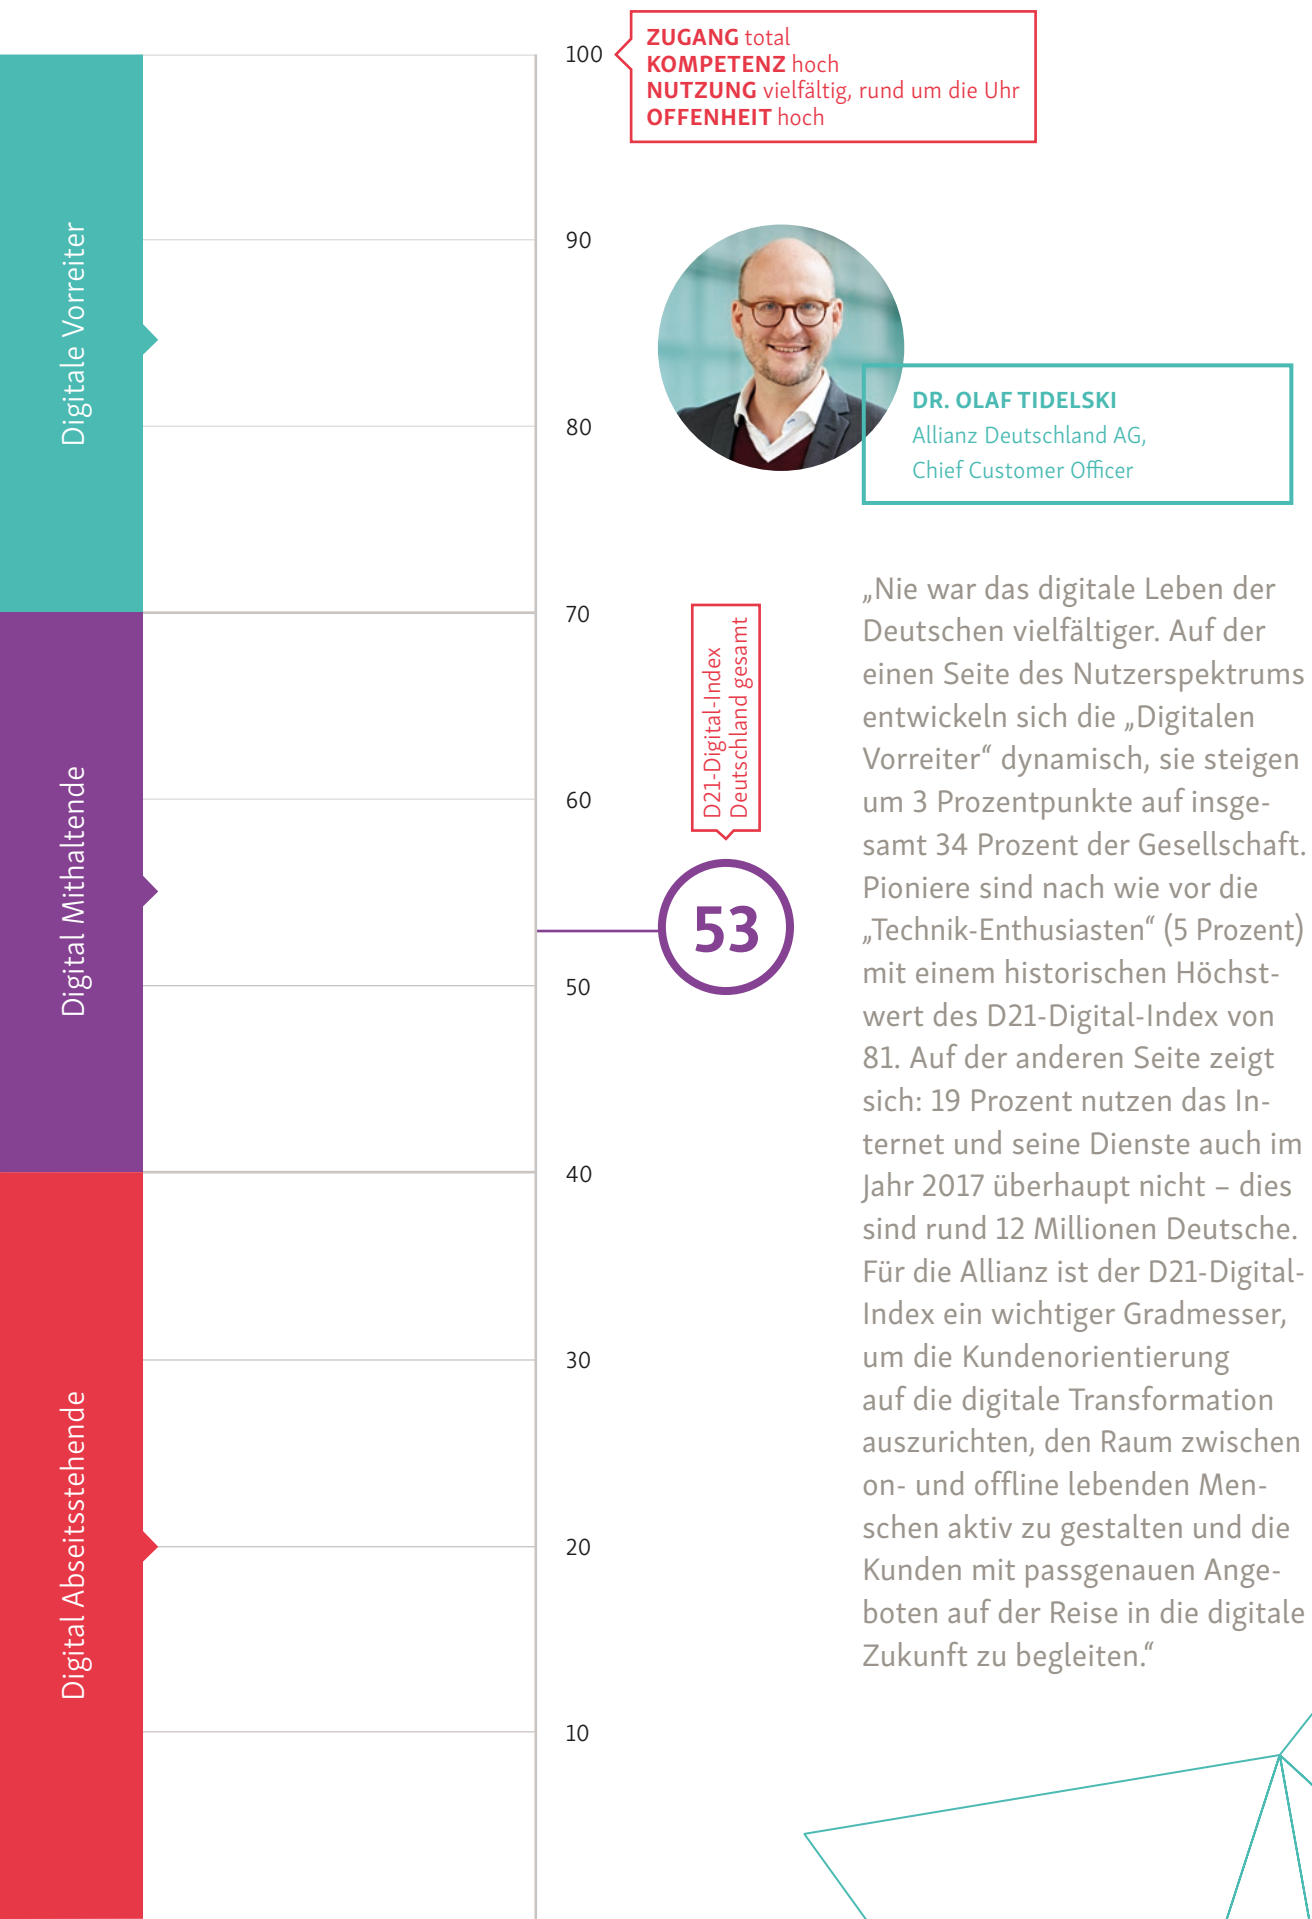 100
ZUGANG total
KOMPETENZ hoch
NUTZUNG vielfältig, rund um die Uhr
OFFENHEIT hoch
Digitale Vorreiter
90
80
DR. OLAF TIDELSKI
Allianz Deutschland AG,
Chief Customer Officer
70
Digital Mithaltende
D21-Digital-Index
Deutschland gesamt
60
53
50
40
Digital Abseitsstehende
30
20
10
„Nie war das digitale Leben der
Deutschen vielfältiger. Auf der
einen Seite des Nutzerspektrums
entwickeln sich die „Digitalen
Vorreiter“ dynamisch, sie steigen
um 3 Prozentpunkte auf insge-
samt 34 Prozent der Gesellschaft.
Pioniere sind nach wie vor die
„Technik-Enthusiasten“ (5 Prozent)
mit einem historischen Höchst-
wert des D21-Digital-Index von
81. Auf der anderen Seite zeigt
sich: 19 Prozent nutzen das In-
ternet und seine Dienste auch im
Jahr 2017 überhaupt nicht – dies
sind rund 12 Millionen Deutsche.
Für die Allianz ist der D21-Digital-
Index ein wichtiger Gradmesser,
um die Kundenorientierung
auf die digitale Transformation
auszurichten, den Raum zwischen
on- und offline lebenden Men-
schen aktiv zu gestalten und die
Kunden mit passgenauen Ange-
boten auf der Reise in die digitale
Zukunft zu begleiten.“